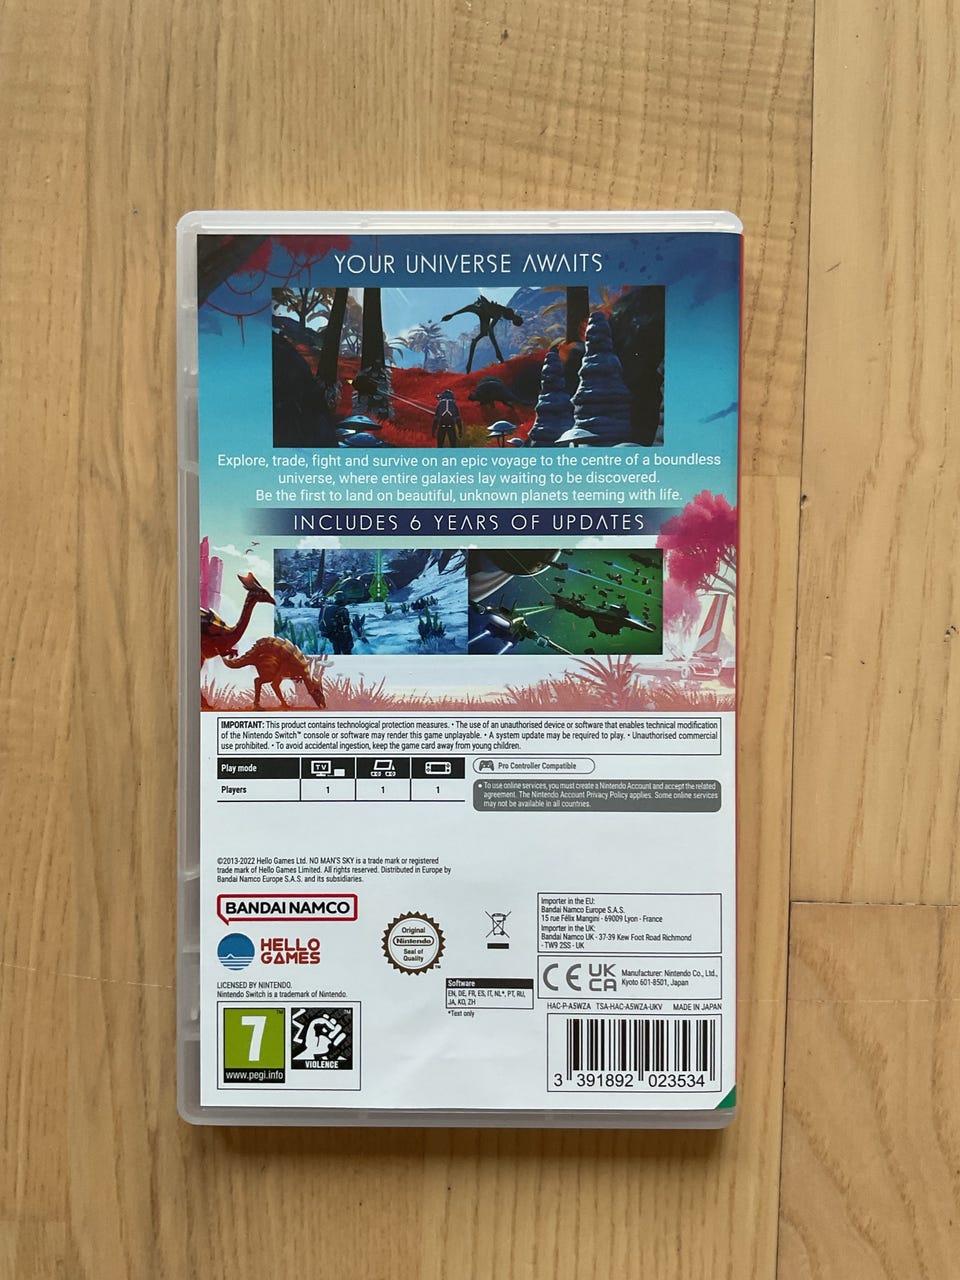 YOUR UNIVERSE AWAITS
Explore, trade, fight and survive on an epic voyage to the centre of a boundless
universe, where entire galaxies lay waiting to be discovered.
Be the first to land on beautiful, unknown planets teeming with life.
INCLUDES 6 YEARS OF UPDATES
IMPORTANT: This product contains technological protection measures. • The use of an unauthorised device or software that enables technical modification
of the Nintendo Switch™ console or software may render this game unplayable. • A system update may be required to play. • Unauthorised commercial
use prohibited. • To avoid accidental ingestion, keep the game card away from young children.
Play mode
TV
Players 1 1 1
Pro Controller Compatible
• To use online services, you must create a Nintendo Account and accept the related
agreement. The Nintendo Account Privacy Policy applies. Some online services
may not be available in all countries.
©2013-2022 Hello Games Ltd. NO MAN'S SKY is a trade mark or registered
trade mark of Hello Games Limited. All rights reserved. Distributed in Europe by
Bandai Namco Europe S.A.S. and its subsidiaries.
BANDAI NAMCO
HELLO
GAMES
Original
Nintendo
Seal of
Quality
TM
Importer in the EU:
Bandai Namco Europe S.A.S.
15 rue Félix Mangini - 69009 Lyon - France
Importer in the UK:
Bandai Namco UK - 37-39 Kew Foot Road Richmond
- TW9 2SS - UK
CE UK
CA
Manufacturer: Nintendo Co., Ltd.,
Kyoto 601-8501, Japan
LICENSED BY NINTENDO.
Nintendo Switch is a trademark of Nintendo.
Software
EN, DE, FR, ES, IT, NL*, PT, RU,
JA, KO, ZH
*Text only
HAC-P-A5WZA TSA-HAC-A5WZA-UKV MADE IN JAPAN
7
www.pegi.info
VIOLENCE
3 391892 023534